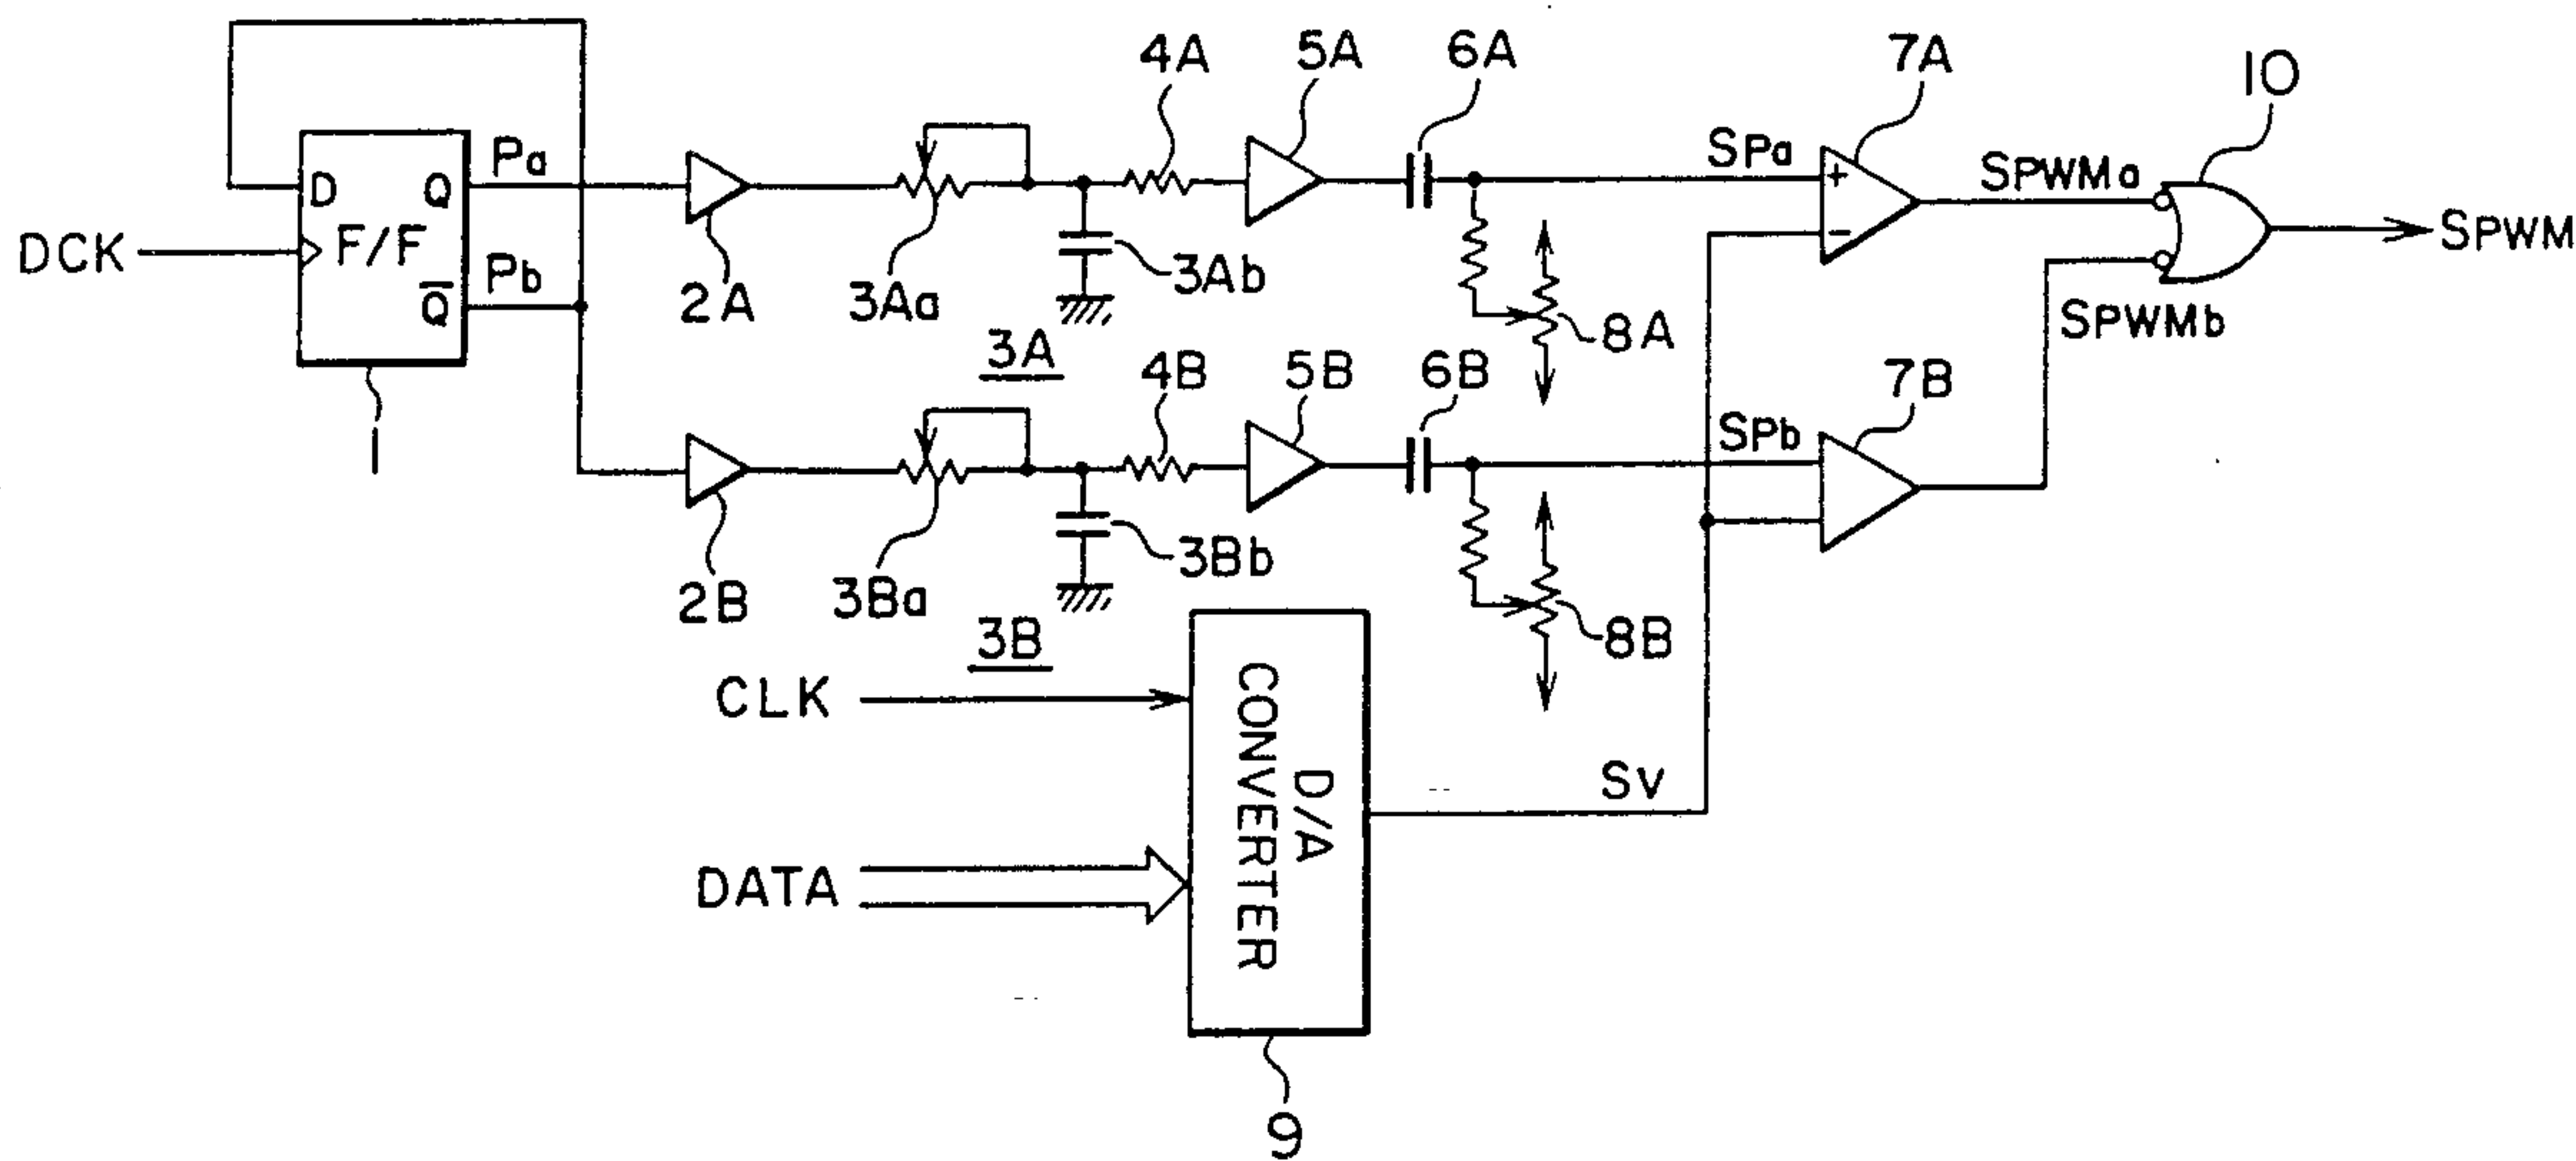 4A
5A
6A
7A
10
Pa
SPa
D
Q
+
SPWMa
DCK
F/F
Pb
–
SPWM
Q̅
2A
3Aa
3Ab
8A
SPWMb
3A
4B
5B
6B
7B
SPb
1
2B
3Ba
3Bb
8B
3B
CLK
D/A
CONVERTER
SV
DATA
9